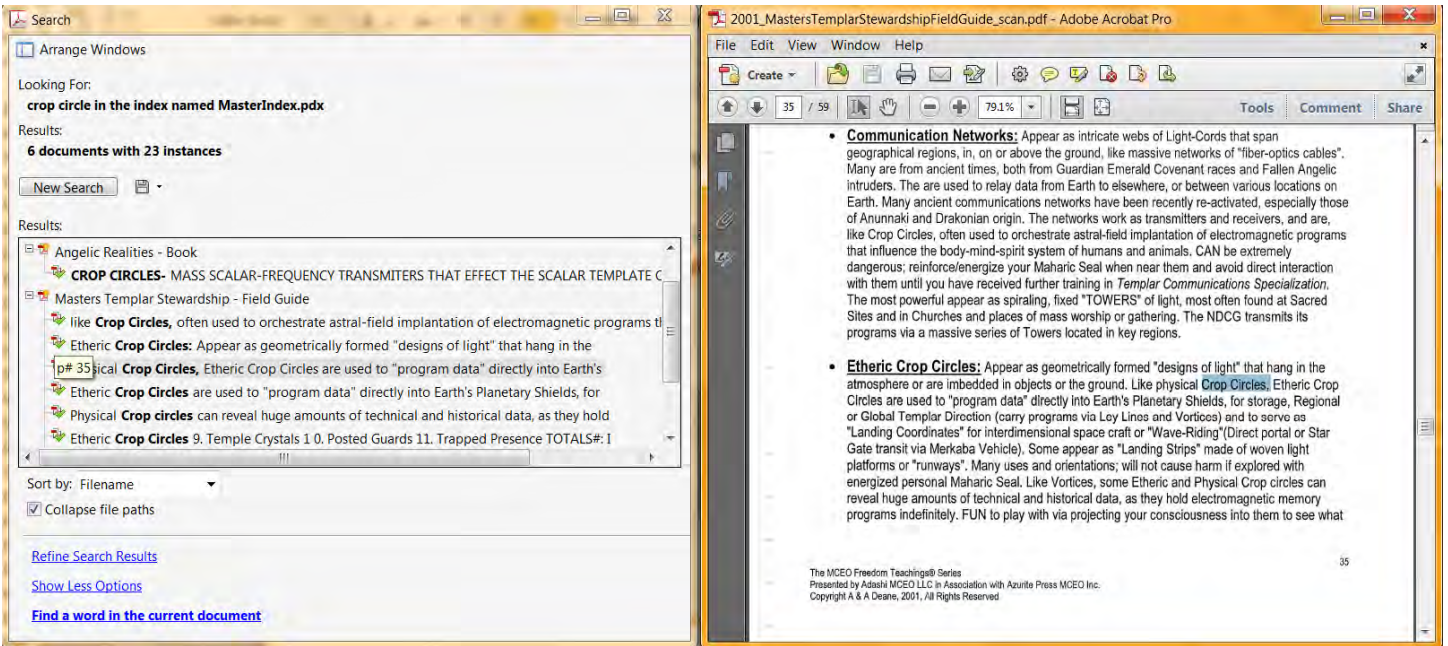 Search
Arrange Windows
Looking For:
crop circle in the index named MasterIndex.pdx
Results:
6 documents with 23 instances
New Search
Results:
Angelic Realities - Book
CROP CIRCLES- MASS SCALAR-FREQUENCY TRANSMITERS THAT EFFECT THE SCALAR TEMPLATE C
Masters Templar Stewardship - Field Guide
like Crop Circles, often used to orchestrate astral-field implantation of electromagnetic programs t
Etheric Crop Circles: Appear as geometrically formed "designs of light" that hang in the
p# 35
sical Crop Circles, Etheric Crop Circles are used to "program data" directly into Earth's
Etheric Crop Circles are used to "program data" directly into Earth's Planetary Shields, for
Physical Crop circles can reveal huge amounts of technical and historical data, as they hold
Etheric Crop Circles 9. Temple Crystals 1 0. Posted Guards 11. Trapped Presence TOTALS#: I
Sort by: Filename
Collapse file paths
Refine Search Results
Show Less Options
Find a word in the current document
2001_MastersTemplarStewardshipFieldGuide_scan.pdf - Adobe Acrobat Pro
File Edit View Window Help
Create
35 / 59
79.1%
Tools Comment Share
• Communication Networks: Appear as intricate webs of Light-Cords that span
geographical regions, in, on or above the ground, like massive networks of "fiber-optics cables".
Many are from ancient times, both from Guardian Emerald Covenant races and Fallen Angelic
intruders. The are used to relay data from Earth to elsewhere, or between various locations on
Earth. Many ancient communications networks have been recently re-activated, especially those
of Anunnaki and Drakonian origin. The networks work as transmitters and receivers, and are,
like Crop Circles, often used to orchestrate astral-field implantation of electromagnetic programs
that influence the body-mind-spirit system of humans and animals. CAN be extremely
dangerous; reinforce/energize your Maharic Seal when near them and avoid direct interaction
with them until you have received further training in Templar Communications Specialization.
The most powerful appear as spiraling, fixed "TOWERS" of light, most often found at Sacred
Sites and in Churches and places of mass worship or gathering. The NDCG transmits its
programs via a massive series of Towers located in key regions.
• Etheric Crop Circles: Appear as geometrically formed "designs of light" that hang in the
atmosphere or are imbedded in objects or the ground. Like physical Crop Circles, Etheric Crop
Circles are used to "program data" directly into Earth's Planetary Shields, for storage, Regional
or Global Templar Direction (carry programs via Ley Lines and Vortices) and to serve as
"Landing Coordinates" for interdimensional space craft or "Wave-Riding"(Direct portal or Star
Gate transit via Merkaba Vehicle). Some appear as "Landing Strips" made of woven light
platforms or "runways". Many uses and orientations; will not cause harm if explored with
energized personal Maharic Seal. Like Vortices, some Etheric and Physical Crop circles can
reveal huge amounts of technical and historical data, as they hold electromagnetic memory
programs indefinitely. FUN to play with via projecting your consciousness into them to see what
35
The MCEO Freedom Teachings® Series
Presented by Adashi MCEO LLC in Association with Azurite Press MCEO Inc.
Copyright A & A Deane, 2001, All Rights Reserved